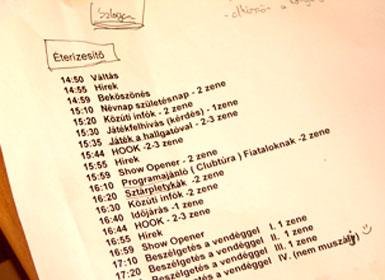 Szlogen
Éterizesítő
14:50 Váltás
14:55 Hírek
14:59 Beköszönés
15:10 Névnap születésnap - 2 zene
15:20 Közúti infók - 2 zene
15:30 Játékfelhívás (kérdés) - 1zene
15:35 Játék a hallgatóval - 2-3 zene
15:44 HOOK -2-3 zene
15:55 Hírek
15:59 Show Opener - 2 zene
16:10 Programajánló ( Clubtúra ) Fiataloknak - 2 zene
16:20 Sztárpletykák -2 zene
16:30 Közúti infók - 2 zene
16:40 Időjárás -1 zene
16:44 HOOK - 2-3 zene
16:55 Hírek
16:59 Show Opener
17:10 Beszélgetés a vendéggel I. 1 zene
17:20 Beszélgetés a vendéggel II. 1 zene
Beszélgetés a vendéggel III. 1 zene
Beszélgetés a vendéggel IV. (nem muszáj)